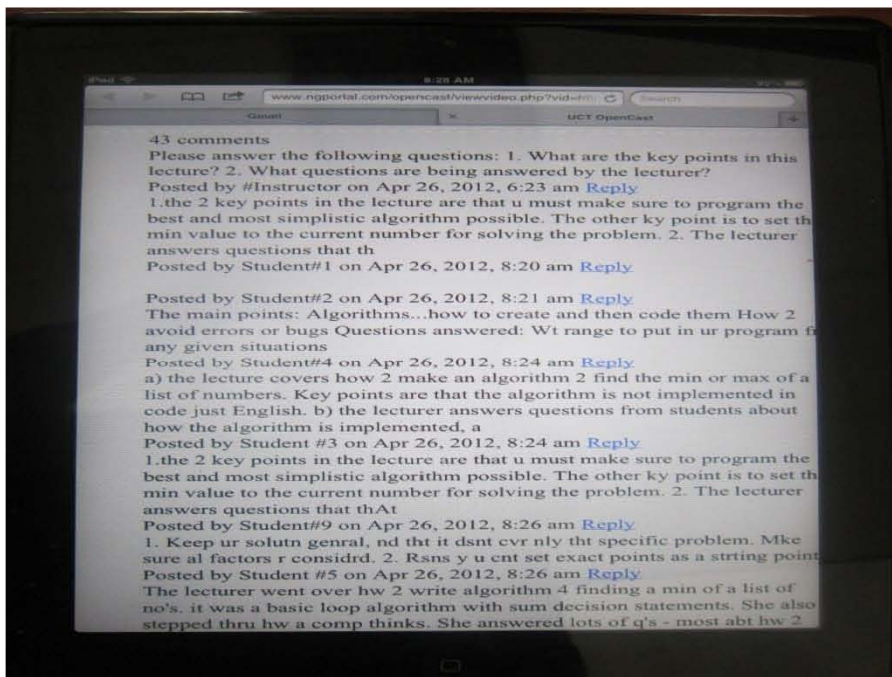 iPad
8:28 AM
www.ngportal.com/opencast/viewvideo.php?vid=
Search
Gmail
UCT OpenCast
43 comments
Please answer the following questions: 1. What are the key points in this
lecture? 2. What questions are being answered by the lecturer?
Posted by #Instructor on Apr 26, 2012, 6:23 am Reply
1.the 2 key points in the lecture are that u must make sure to program the
best and most simplistic algorithm possible. The other ky point is to set th
min value to the current number for solving the problem. 2. The lecturer
answers questions that th
Posted by Student#1 on Apr 26, 2012, 8:20 am Reply
Posted by Student#2 on Apr 26, 2012, 8:21 am Reply
The main points: Algorithms...how to create and then code them How 2
avoid errors or bugs Questions answered: Wt range to put in ur program f
any given situations
Posted by Student#4 on Apr 26, 2012, 8:24 am Reply
a) the lecture covers how 2 make an algorithm 2 find the min or max of a
list of numbers. Key points are that the algorithm is not implemented in
code just English. b) the lecturer answers questions from students about
how the algorithm is implemented, a
Posted by Student #3 on Apr 26, 2012, 8:24 am Reply
1.the 2 key points in the lecture are that u must make sure to program the
best and most simplistic algorithm possible. The other ky point is to set th
min value to the current number for solving the problem. 2. The lecturer
answers questions that thAt
Posted by Student#9 on Apr 26, 2012, 8:26 am Reply
1. Keep ur solutn genral, nd tht it dsnt cvr nly tht specific problem. Mke
sure al factors r considrd. 2. Rsns y u cnt set exact points as a strting point
Posted by Student #5 on Apr 26, 2012, 8:26 am Reply
The lecturer went over hw 2 write algorithm 4 finding a min of a list of
no's. it was a basic loop algorithm with sum decision statements. She also
stepped thru hw a comp thinks. She answered lots of q's - most abt hw 2